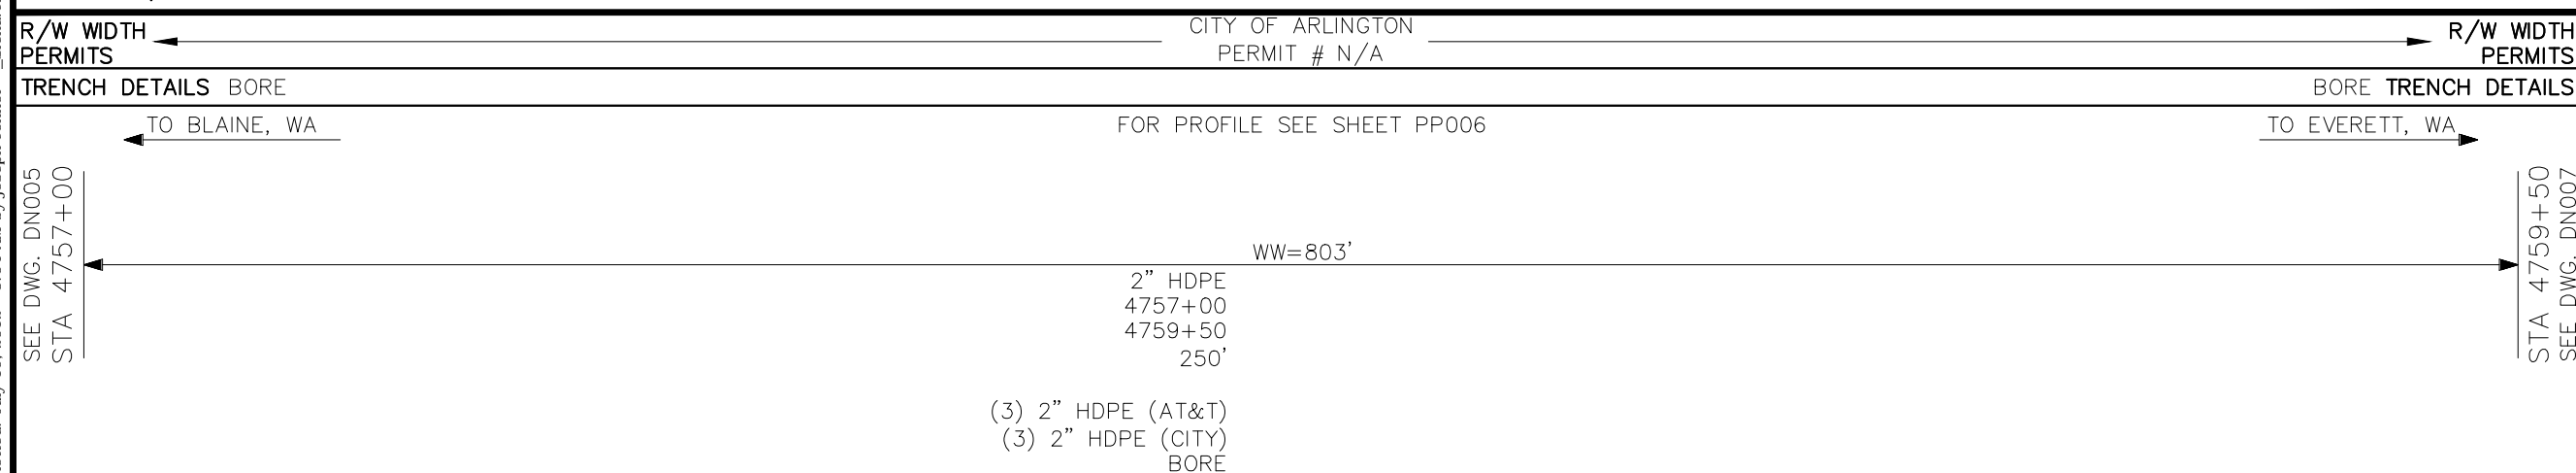 R/W WIDTH
PERMITS
CITY OF ARLINGTON
PERMIT # N/A
R/W WIDTH
PERMITS
TRENCH DETAILS BORE
BORE TRENCH DETAILS
TO BLAINE, WA
FOR PROFILE SEE SHEET PP006
TO EVERETT, WA
SEE DWG. DN005
STA 4757+00
WW=803'
2" HDPE
4757+00
4759+50
250'
(3) 2" HDPE (AT&T)
(3) 2" HDPE (CITY)
BORE
STA 4759+50
SEE DWG. DN007